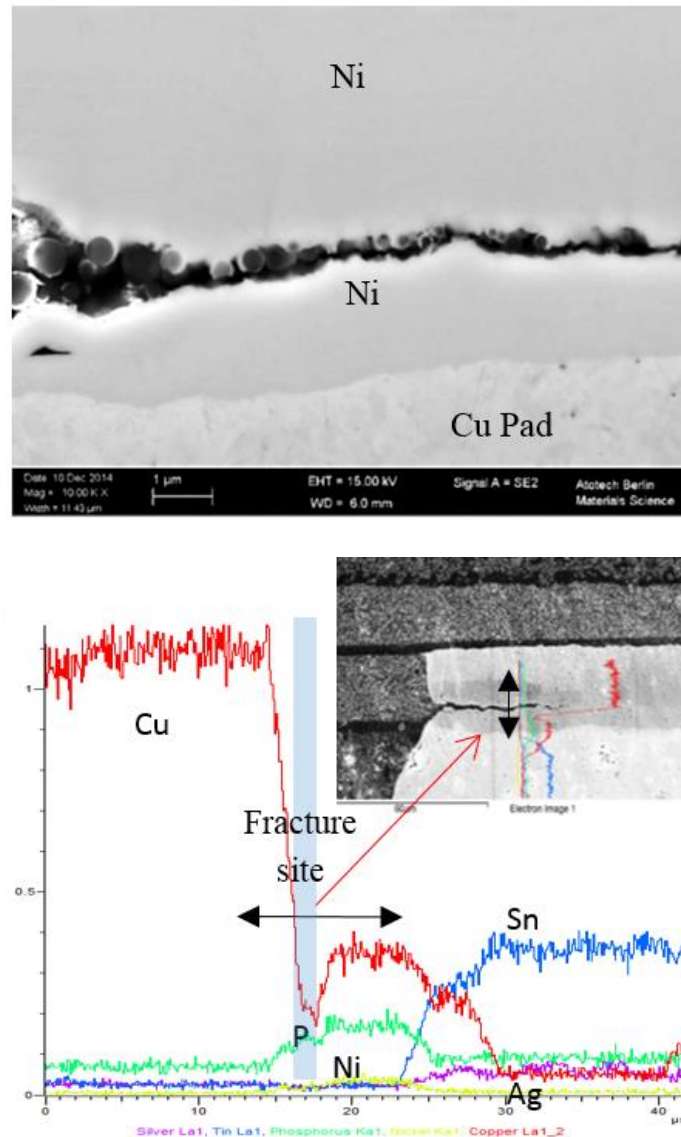 Ni
Ni
Cu Pad
Date 10 Dec 2014
Mag = 10.00 K X
Width = 11.43 µm
1 µm
EHT = 15.00 kV
WD = 6.0 mm
Signal A = SE2
Atotech Berlin
Materials Science
1
Cu
Electron Image 1
Fracture
site
0.5
Sn
P
Ni
Ag
0
0
10
20
30
40
Silver La1, Tin La1, Phosphorus Ka1, Nickel Ka1, Copper La1_2